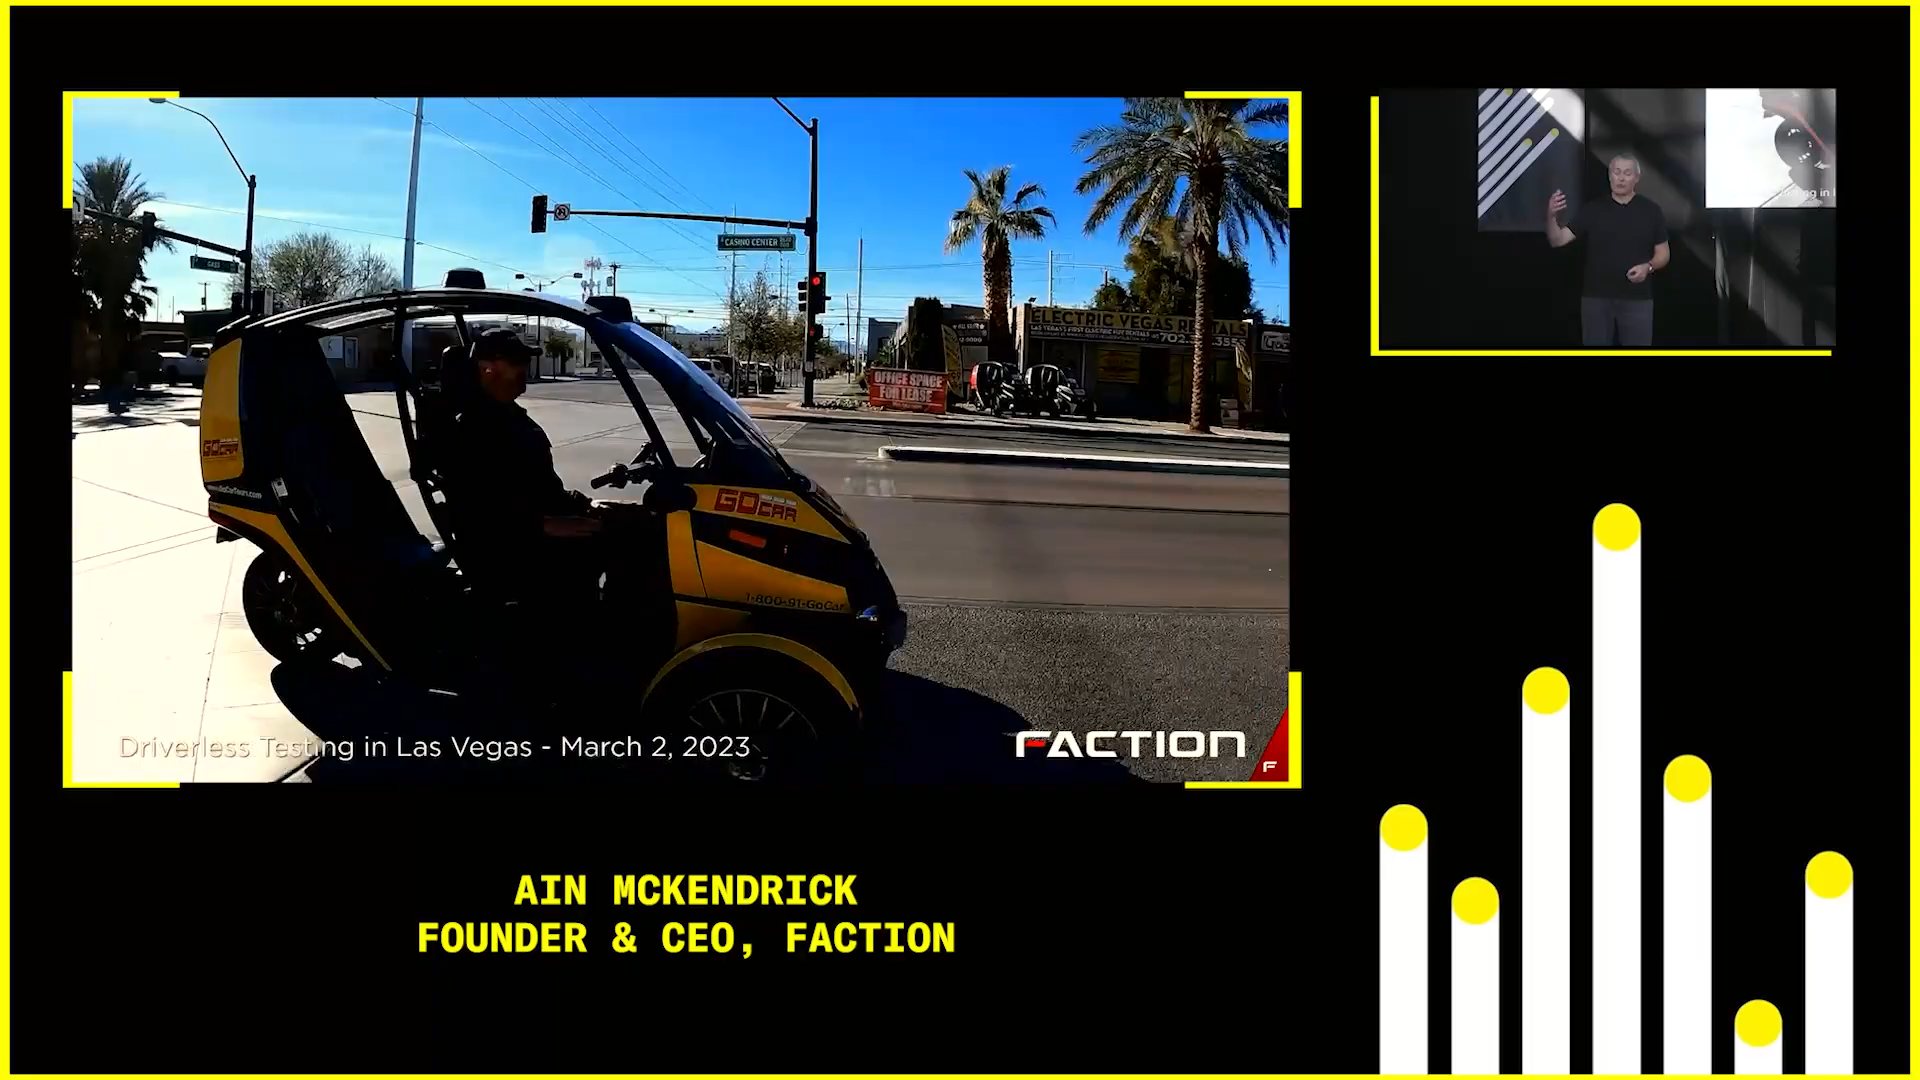 CASINO CENTER
ELECTRIC VEGAS RENTALS
OFFICE SPACE
FOR LEASE
GOCAR
GOCAR
1-800-91-GoCar
Driverless Testing in Las Vegas - March 2, 2023
FACTION
F
AIN MCKENDRICK
FOUNDER & CEO, FACTION